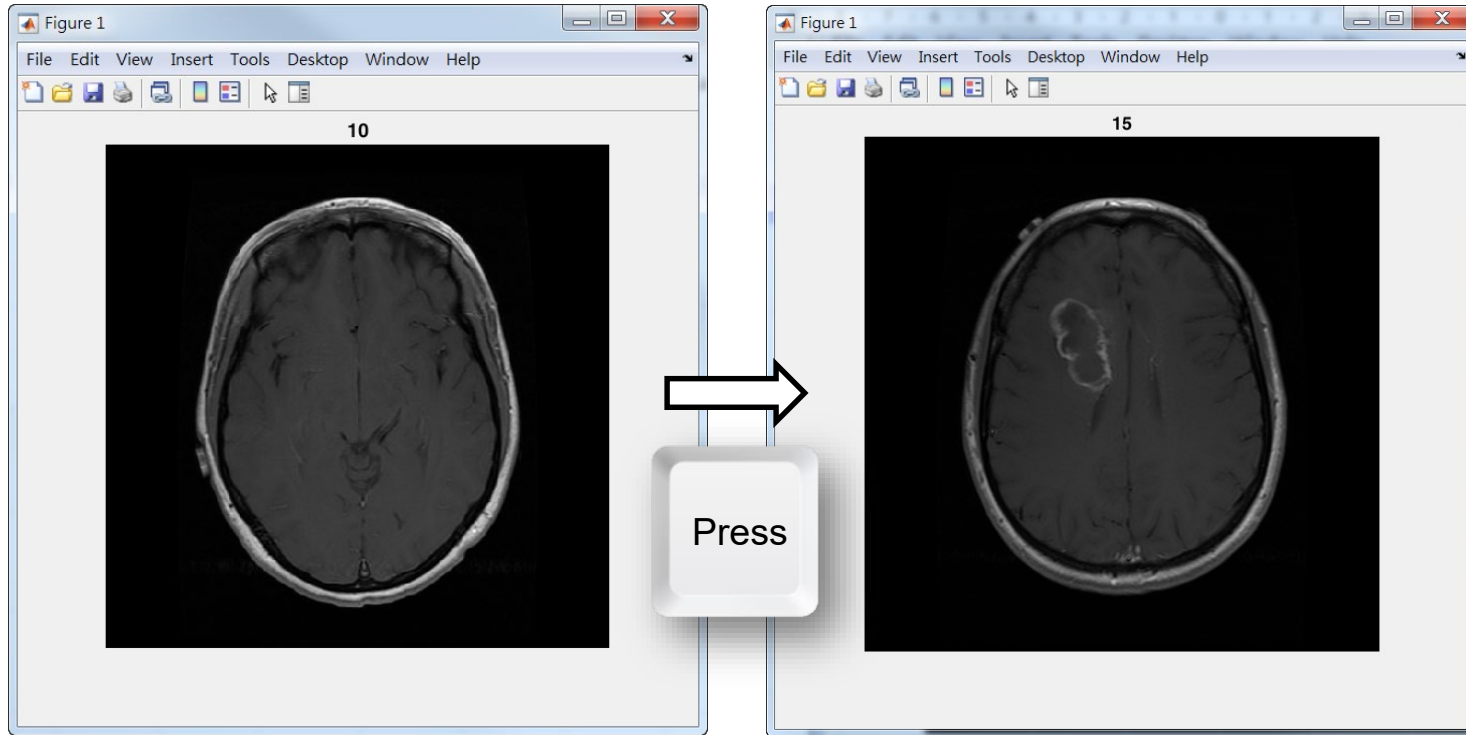 Figure 1
File Edit View Insert Tools Desktop Window Help
10
Press
Figure 1
File Edit View Insert Tools Desktop Window Help
15